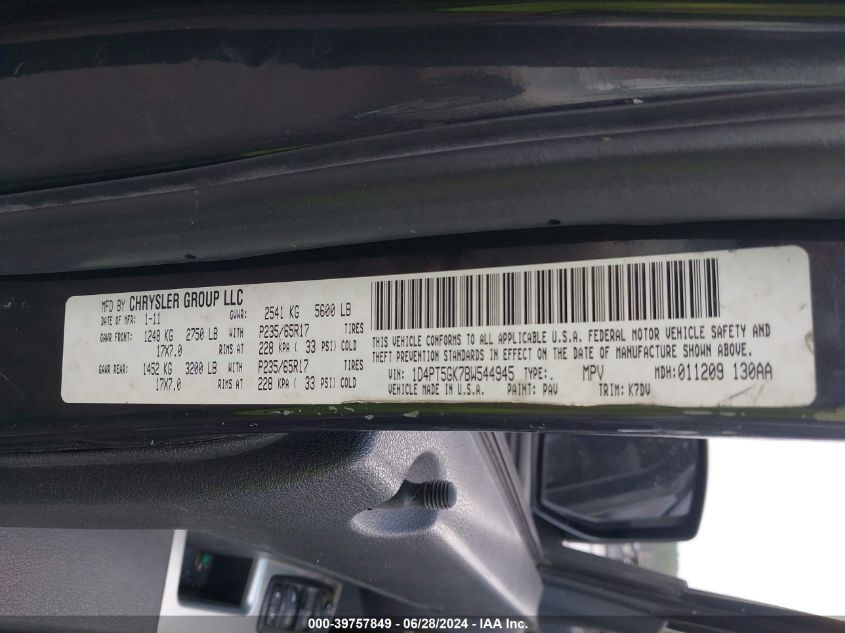 MFD BY CHRYSLER GROUP LLC
DATE OF MFR: 1-11 GVWR: 2541 KG 5600 LB
GAWR FRONT: 1248 KG 2750 LB WITH P235/65R17 TIRES
17X7.0 RIMS AT 228 KPA ( 33 PSI) COLD
GAWR REAR: 1452 KG 3200 LB WITH P235/65R17 TIRES
17X7.0 RIMS AT 228 KPA ( 33 PSI) COLD
THIS VEHICLE CONFORMS TO ALL APPLICABLE U.S.A. FEDERAL MOTOR VEHICLE SAFETY AND
THEFT PREVENTION STANDARDS IN EFFECT ON THE DATE OF MANUFACTURE SHOWN ABOVE.
VIN: 1D4PT5GK7BW544945 TYPE: MPV MDH:011209 130AA
VEHICLE MADE IN U.S.A. PAINT: PAV TRIM: K7DV
000-39757849 - 06/28/2024 - IAA Inc.